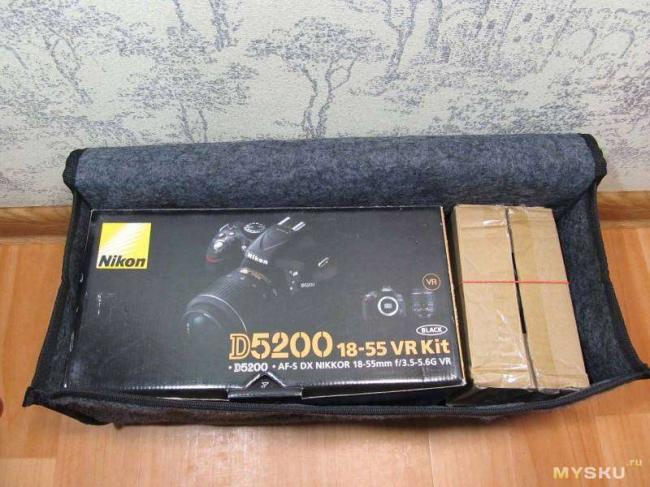 Nikon
D5200
VR
BLACK
D5200 18-55 VR Kit
• D5200 • AF-S DX NIKKOR 18-55mm f/3.5-5.6G VR
MYSKU.ru